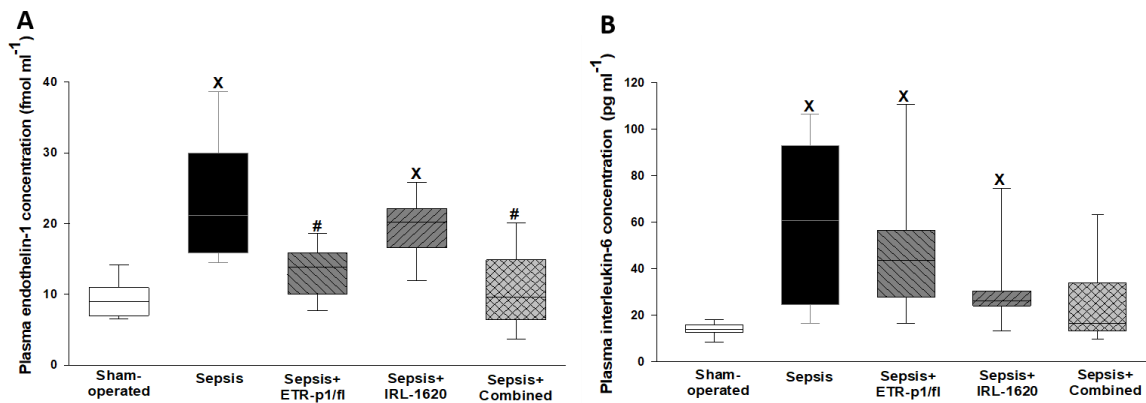 A
Plasma endothelin-1 concentration (fmol ml-1)
40
30
20
10
0
X
#
X
#
Sham-
operated
Sepsis
Sepsis+
ETR-p1/fl
Sepsis+
IRL-1620
Sepsis+
Combined
B
Plasma interleukin-6 concentration (pg ml-1)
120
100
80
60
40
20
0
X
X
X
Sham-
operated
Sepsis
Sepsis+
ETR-p1/fl
Sepsis+
IRL-1620
Sepsis+
Combined